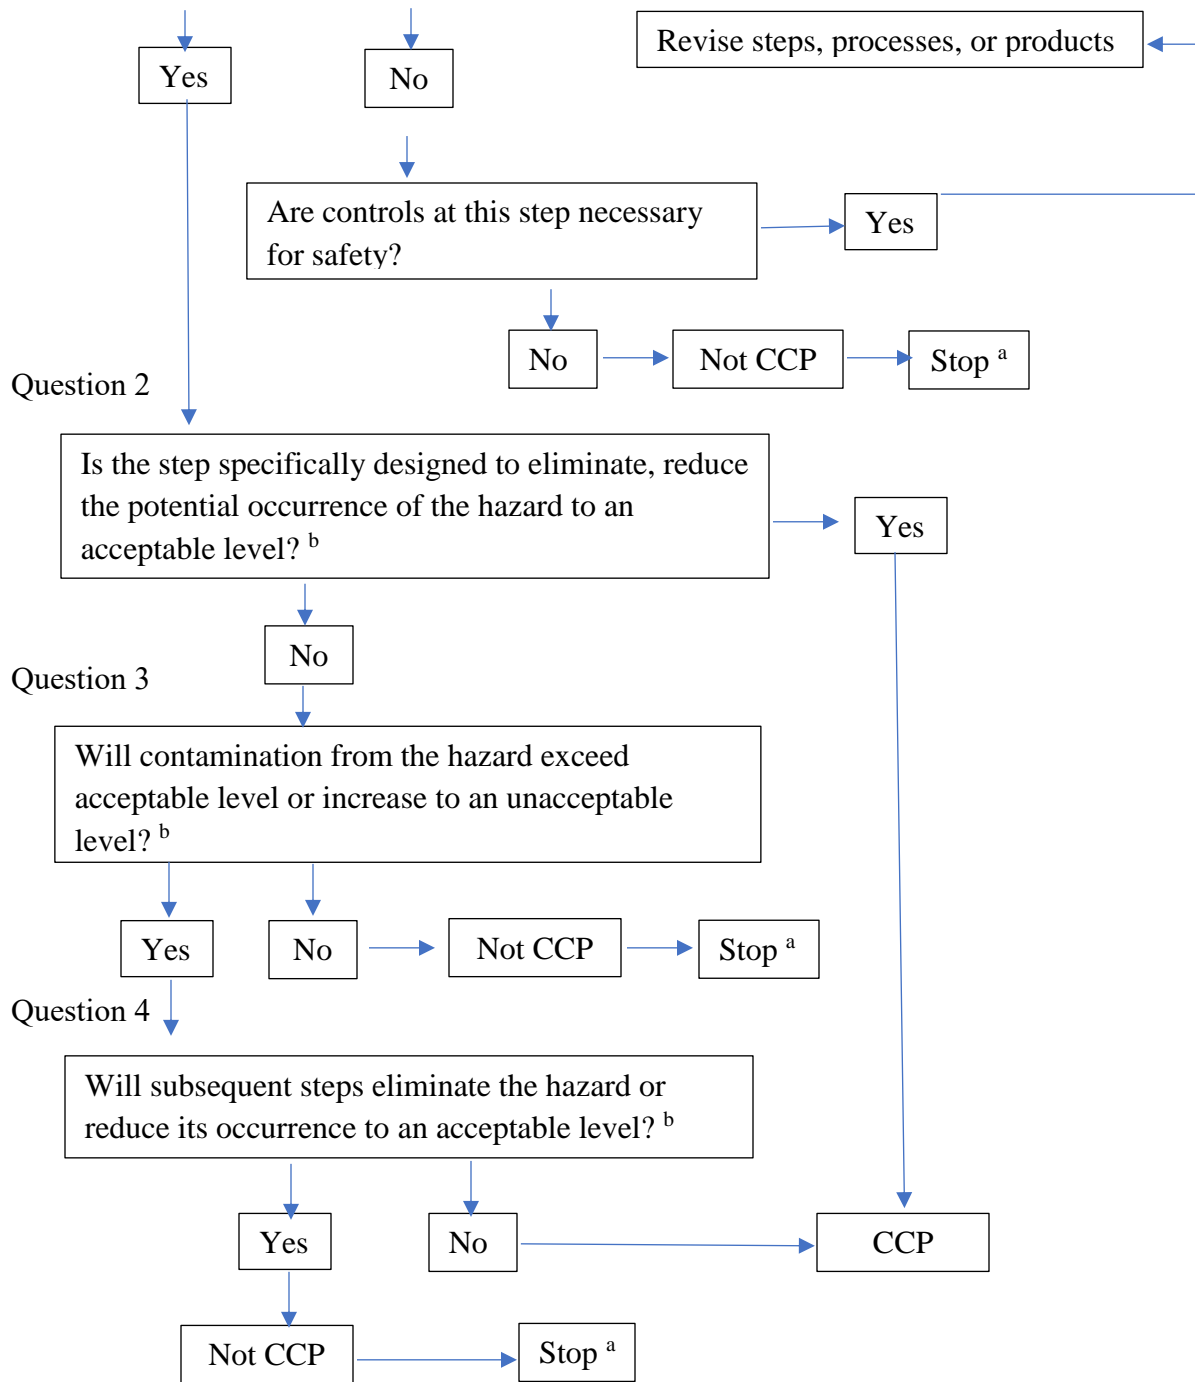 Revise steps, processes, or products
Yes
No
Are controls at this step necessary
for safety?
Yes
No
Not CCP
Stop a
Question 2
Is the step specifically designed to eliminate, reduce
the potential occurrence of the hazard to an
acceptable level? b
Yes
No
Question 3
Will contamination from the hazard exceed
acceptable level or increase to an unacceptable
level? b
Yes
No
Not CCP
Stop a
Question 4
Will subsequent steps eliminate the hazard or
reduce its occurrence to an acceptable level? b
Yes
No
CCP
Not CCP
Stop a